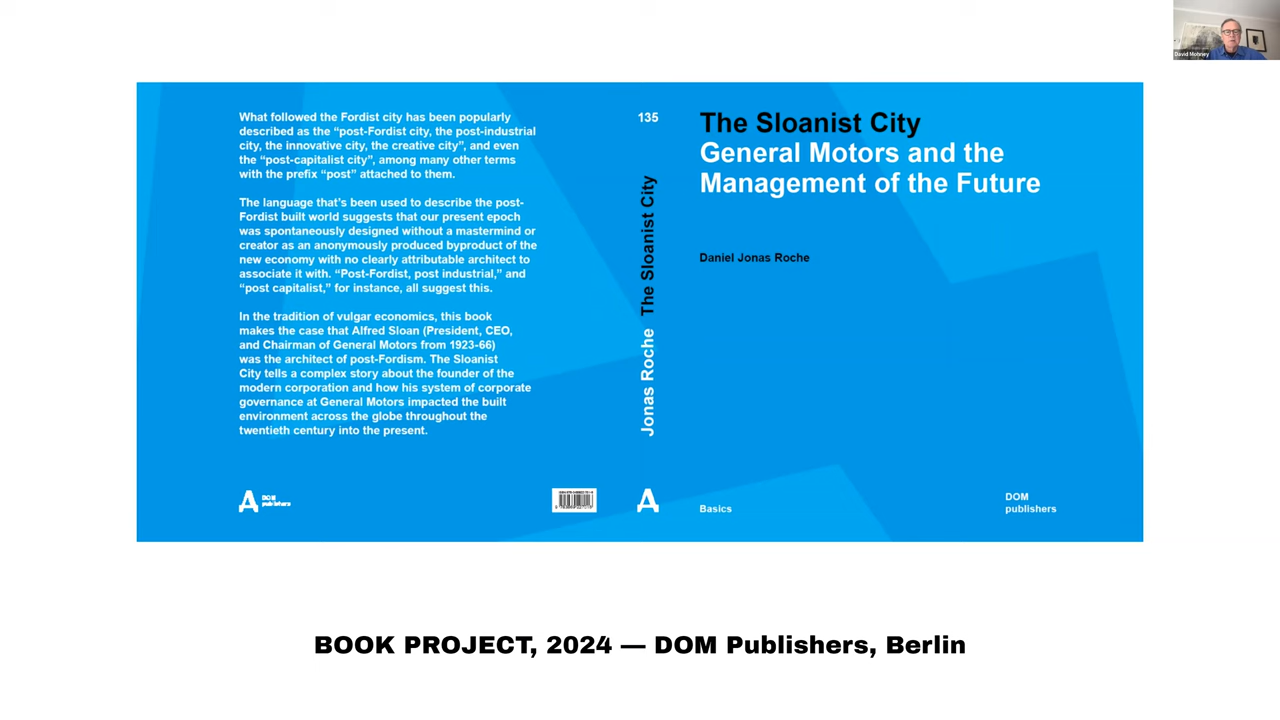 David Mohney
What followed the Fordist city has been popularly
described as the “post-Fordist city, the post-industrial
city, the innovative city, the creative city”, and even
the “post-capitalist city”, among many other terms
with the prefix “post” attached to them.
The language that’s been used to describe the post-
Fordist built world suggests that our present epoch
was spontaneously designed without a mastermind or
creator as an anonymously produced byproduct of the
new economy with no clearly attributable architect to
associate it with. “Post-Fordist, post industrial,” and
“post capitalist,” for instance, all suggest this.
In the tradition of vulgar economics, this book
makes the case that Alfred Sloan (President, CEO,
and Chairman of General Motors from 1923-66)
was the architect of post-Fordism. The Sloanist
City tells a complex story about the founder of the
modern corporation and how his system of corporate
governance at General Motors impacted the built
environment across the globe throughout the
twentieth century into the present.
DOM
publishers
135
Jonas Roche The Sloanist City
The Sloanist City
General Motors and the
Management of the Future
Daniel Jonas Roche
Basics
DOM
publishers
BOOK PROJECT, 2024 — DOM Publishers, Berlin